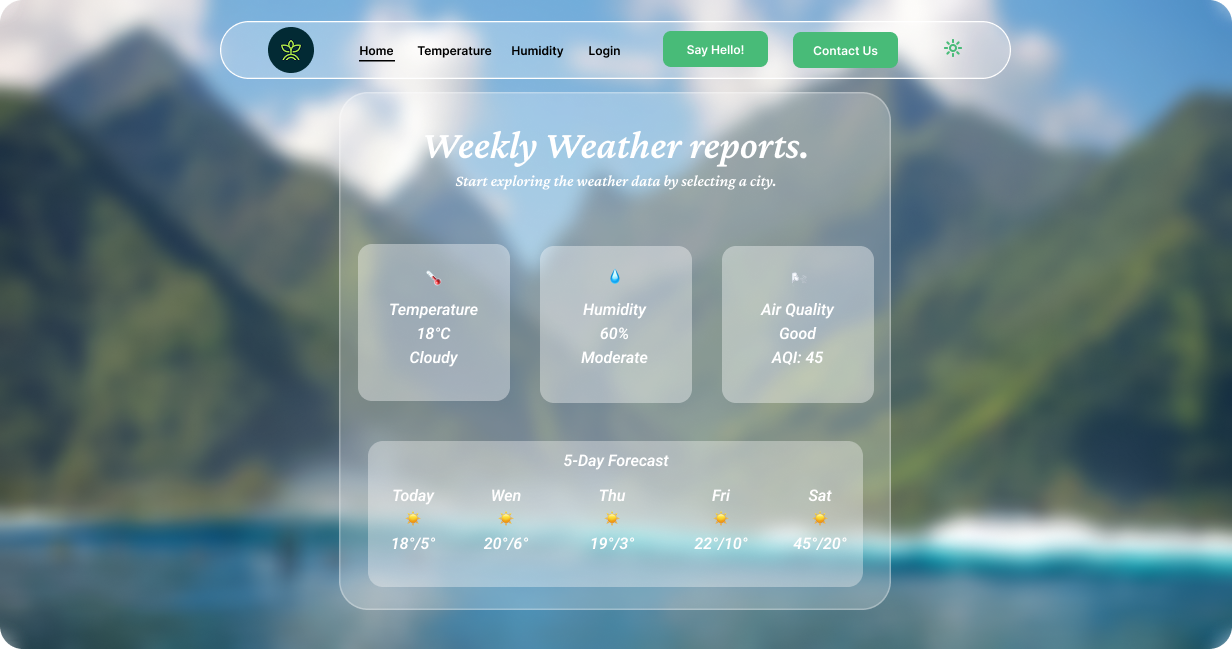 Home Temperature Humidity Login Say Hello! Contact Us
Weekly Weather reports.
Start exploring the weather data by selecting a city.
Temperature
18°C
Cloudy
Humidity
60%
Moderate
Air Quality
Good
AQI: 45
5-Day Forecast
Today Wen Thu Fri Sat
18°/5° 20°/6° 19°/3° 22°/10° 45°/20°